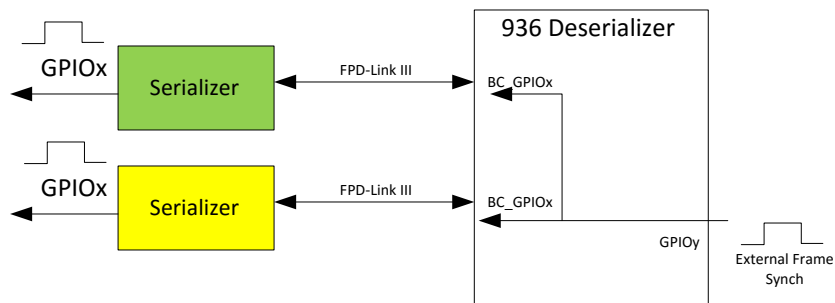 936 Deserializer
GPIOx
Serializer
FPD-Link III
BC_GPIOx
GPIOx
Serializer
FPD-Link III
BC_GPIOx
GPIOy
External Frame
Synch